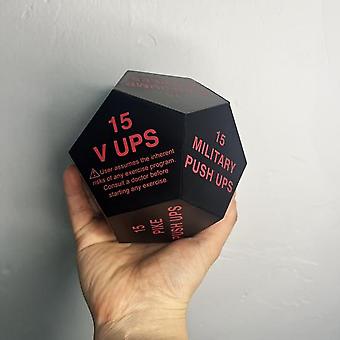 15
V UPS
⚠User assumes the inherent
risks of any exercise program.
Consult a doctor before
starting any exercise.
15
MILITARY
PUSH UPS
15
PIKE
PUSH UPS